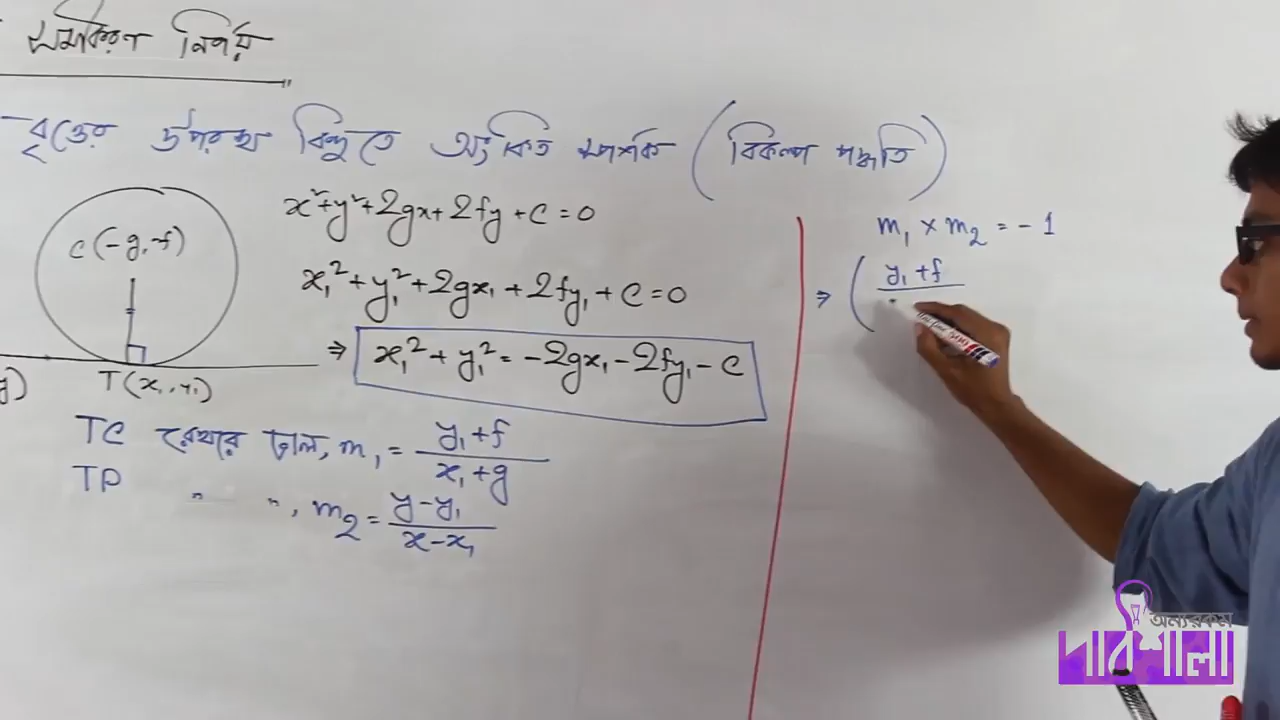 সমীকরণ নির্ণয়
বৃত্তের উপরস্থ বিন্দুতে অংকিত স্পর্শক (বিকল্প পদ্ধতি)
C(-g,-f)
T(x₁,y₁)
x²+y²+2gx+2fy+c=0
x₁²+y₁²+2gx₁+2fy₁+c=0
⇒ x₁²+y₁²=-2gx₁-2fy₁-c
TC রেখার ঢাল, m₁ = (y₁+f)/(x₁+g)
TP " ", m₂ = (y-y₁)/(x-x₁)
m₁ × m₂ = -1
⇒ ( y₁+f
অন্যরকম
পাঠশালা